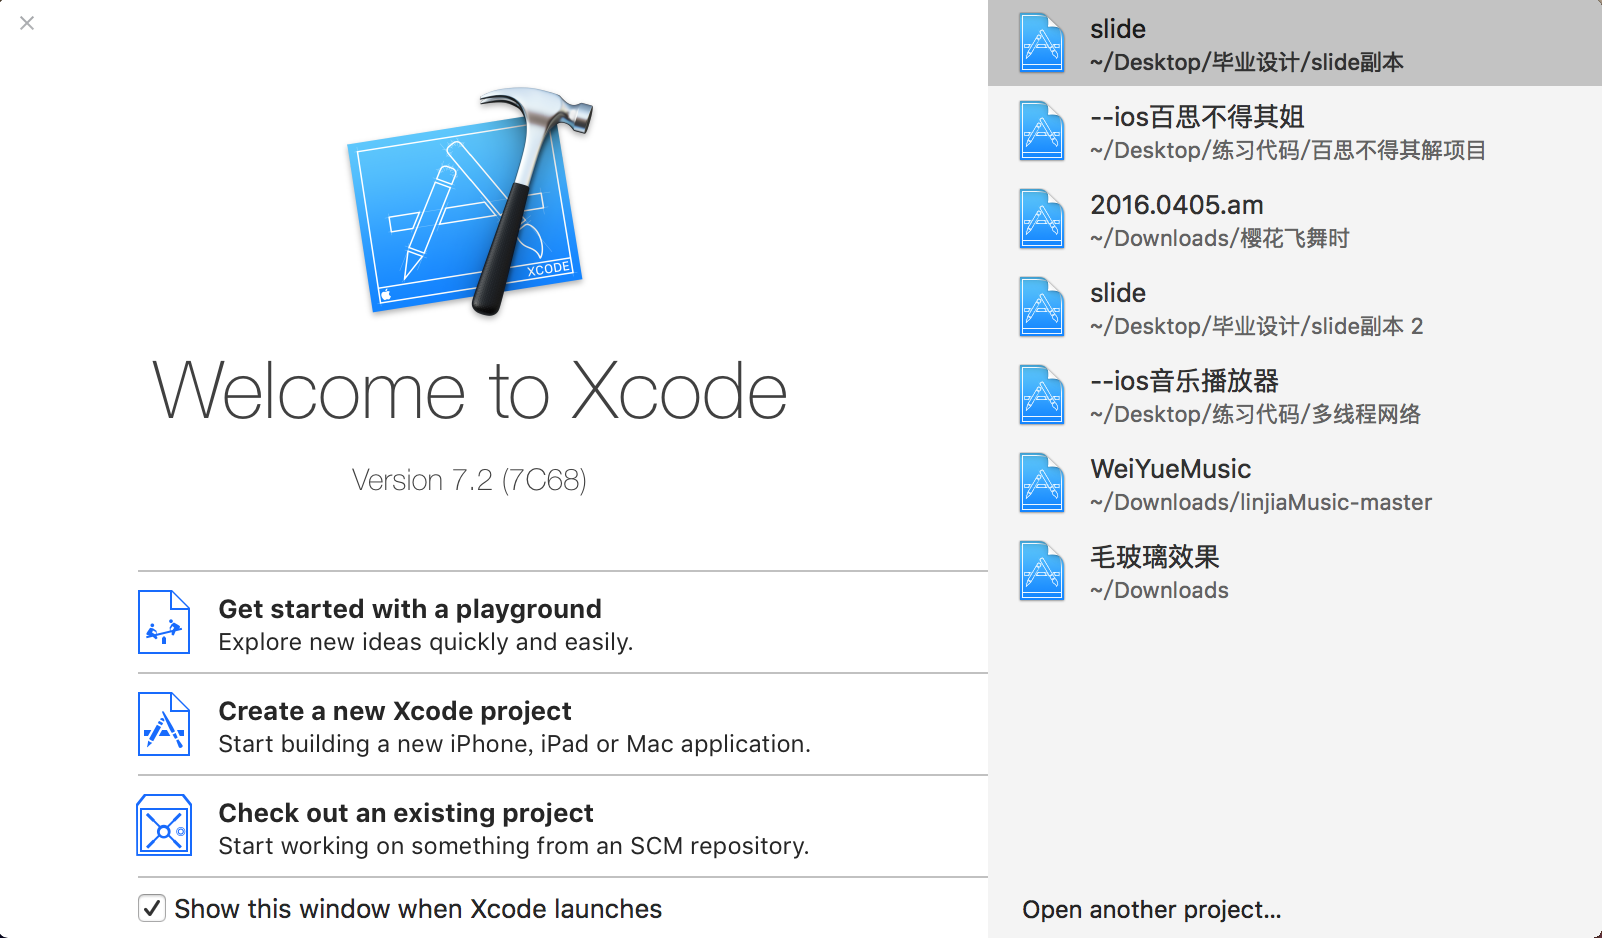 XCODE
Welcome to Xcode
Version 7.2 (7C68)
Get started with a playground
Explore new ideas quickly and easily.
Create a new Xcode project
Start building a new iPhone, iPad or Mac application.
Check out an existing project
Start working on something from an SCM repository.
Show this window when Xcode launches
slide
~/Desktop/毕业设计/slide副本
--ios百思不得其姐
~/Desktop/练习代码/百思不得其解项目
2016.0405.am
~/Downloads/樱花飞舞时
slide
~/Desktop/毕业设计/slide副本 2
--ios音乐播放器
~/Desktop/练习代码/多线程网络
WeiYueMusic
~/Downloads/linjiaMusic-master
毛玻璃效果
~/Downloads
Open another project...